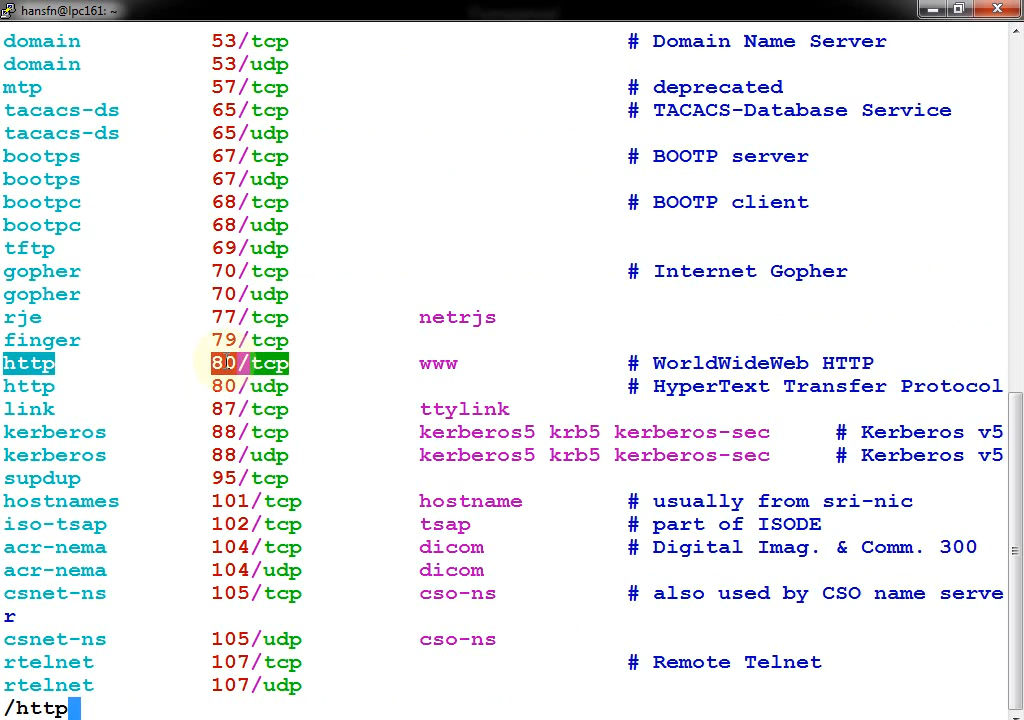 hansfn@lpc161: ~
domain 53/tcp # Domain Name Server
domain 53/udp
mtp 57/tcp # deprecated
tacacs-ds 65/tcp # TACACS-Database Service
tacacs-ds 65/udp
bootps 67/tcp # BOOTP server
bootps 67/udp
bootpc 68/tcp # BOOTP client
bootpc 68/udp
tftp 69/udp
gopher 70/tcp # Internet Gopher
gopher 70/udp
rje 77/tcp netrjs
finger 79/tcp
http 80/tcp www # WorldWideWeb HTTP
http 80/udp # HyperText Transfer Protocol
link 87/tcp ttylink
kerberos 88/tcp kerberos5 krb5 kerberos-sec # Kerberos v5
kerberos 88/udp kerberos5 krb5 kerberos-sec # Kerberos v5
supdup 95/tcp
hostnames 101/tcp hostname # usually from sri-nic
iso-tsap 102/tcp tsap # part of ISODE
acr-nema 104/tcp dicom # Digital Imag. & Comm. 300
acr-nema 104/udp dicom
csnet-ns 105/tcp cso-ns # also used by CSO name serve
r
csnet-ns 105/udp cso-ns
rtelnet 107/tcp # Remote Telnet
rtelnet 107/udp
/http